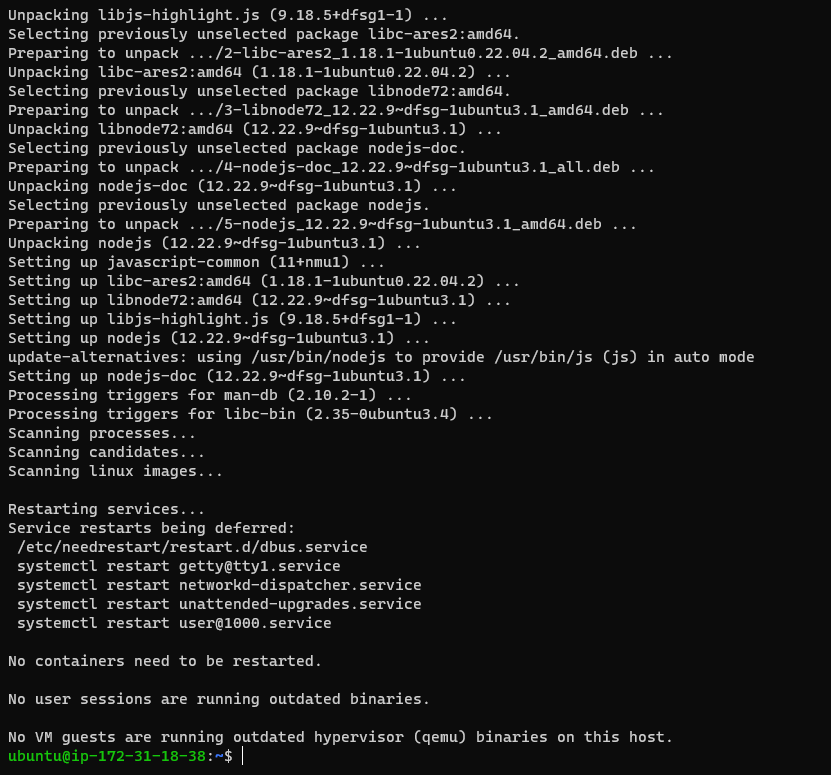 Unpacking libjs-highlight.js (9.18.5+dfsg1-1) ...
Selecting previously unselected package libc-ares2:amd64.
Preparing to unpack .../2-libc-ares2_1.18.1-1ubuntu0.22.04.2_amd64.deb ...
Unpacking libc-ares2:amd64 (1.18.1-1ubuntu0.22.04.2) ...
Selecting previously unselected package libnode72:amd64.
Preparing to unpack .../3-libnode72_12.22.9~dfsg-1ubuntu3.1_amd64.deb ...
Unpacking libnode72:amd64 (12.22.9~dfsg-1ubuntu3.1) ...
Selecting previously unselected package nodejs-doc.
Preparing to unpack .../4-nodejs-doc_12.22.9~dfsg-1ubuntu3.1_all.deb ...
Unpacking nodejs-doc (12.22.9~dfsg-1ubuntu3.1) ...
Selecting previously unselected package nodejs.
Preparing to unpack .../5-nodejs_12.22.9~dfsg-1ubuntu3.1_amd64.deb ...
Unpacking nodejs (12.22.9~dfsg-1ubuntu3.1) ...
Setting up javascript-common (11+nmu1) ...
Setting up libc-ares2:amd64 (1.18.1-1ubuntu0.22.04.2) ...
Setting up libnode72:amd64 (12.22.9~dfsg-1ubuntu3.1) ...
Setting up libjs-highlight.js (9.18.5+dfsg1-1) ...
Setting up nodejs (12.22.9~dfsg-1ubuntu3.1) ...
update-alternatives: using /usr/bin/nodejs to provide /usr/bin/js (js) in auto mode
Setting up nodejs-doc (12.22.9~dfsg-1ubuntu3.1) ...
Processing triggers for man-db (2.10.2-1) ...
Processing triggers for libc-bin (2.35-0ubuntu3.4) ...
Scanning processes...
Scanning candidates...
Scanning linux images...
Restarting services...
Service restarts being deferred:
 /etc/needrestart/restart.d/dbus.service
 systemctl restart getty@tty1.service
 systemctl restart networkd-dispatcher.service
 systemctl restart unattended-upgrades.service
 systemctl restart user@1000.service
No containers need to be restarted.
No user sessions are running outdated binaries.
No VM guests are running outdated hypervisor (qemu) binaries on this host.
ubuntu@ip-172-31-18-38:~$